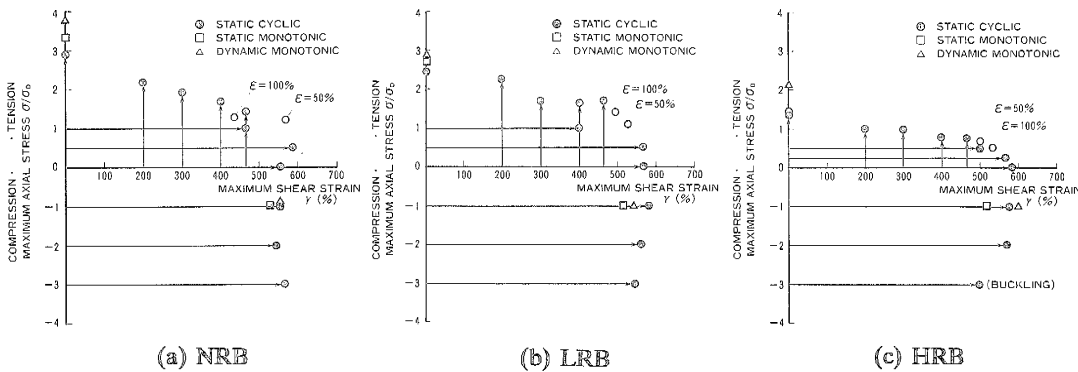 STATIC CYCLIC
STATIC MONOTONIC
DYNAMIC MONOTONIC
COMPRESSION · · TENSION
MAXIMUM AXIAL STRESS σ/σ₀
4
3
2
1
0
-1
-2
-3
-4
ε=100%
ε=50%
100 200 300 400 500 600 700
MAXIMUM SHEAR STRAIN
γ (%)
(a) NRB
STATIC CYCLIC
STATIC MONOTONIC
DYNAMIC MONOTONIC
COMPRESSION · · TENSION
MAXIMUM AXIAL STRESS σ/σ₀
4
3
2
1
0
-1
-2
-3
-4
ε=100%
ε=50%
100 200 300 400 500 600 700
MAXIMUM SHEAR STRAIN
γ (%)
(b) LRB
STATIC CYCLIC
STATIC MONOTONIC
DYNAMIC MONOTONIC
COMPRESSION · · TENSION
MAXIMUM AXIAL STRESS σ/σ₀
4
3
2
1
0
-1
-2
-3
-4
ε=50%
ε=100%
100 200 300 400 500 600 700
MAXIMUM SHEAR STRAIN
γ (%)
(BUCKLING)
(c) HRB